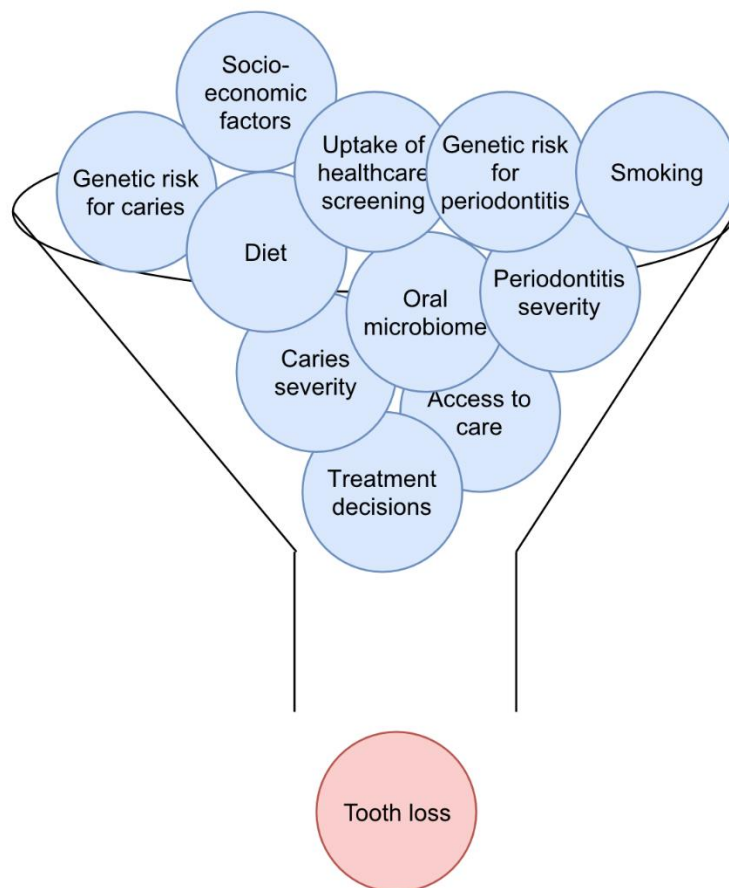 Socio-
economic
factors
Genetic risk
for caries
Uptake of
healthcare
screening
Genetic risk
for
periodontitis
Smoking
Diet
Oral
microbiome
Periodontitis
severity
Caries
severity
Access to
care
Treatment
decisions
Tooth loss